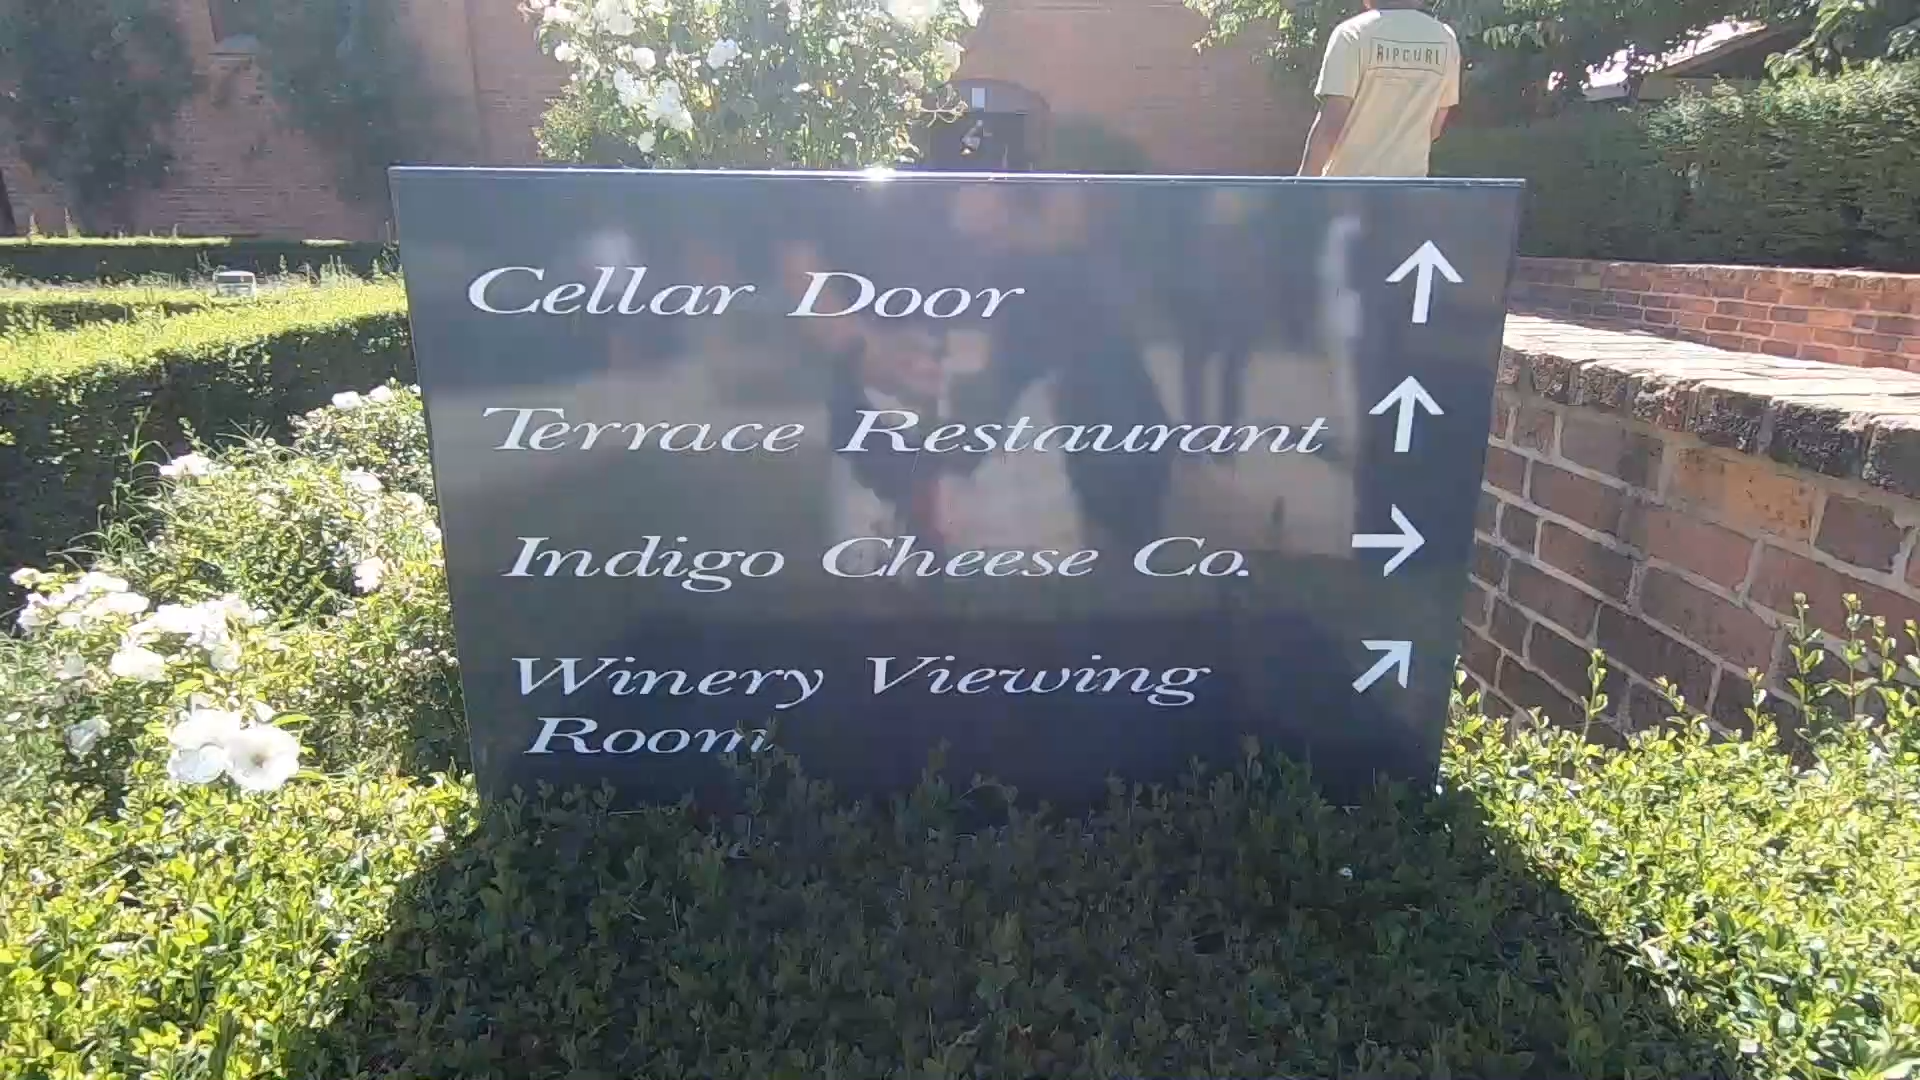 RIPCURL
Cellar Door ↑
Terrace Restaurant ↑
Indigo Cheese Co. →
Winery Viewing ↗
Room